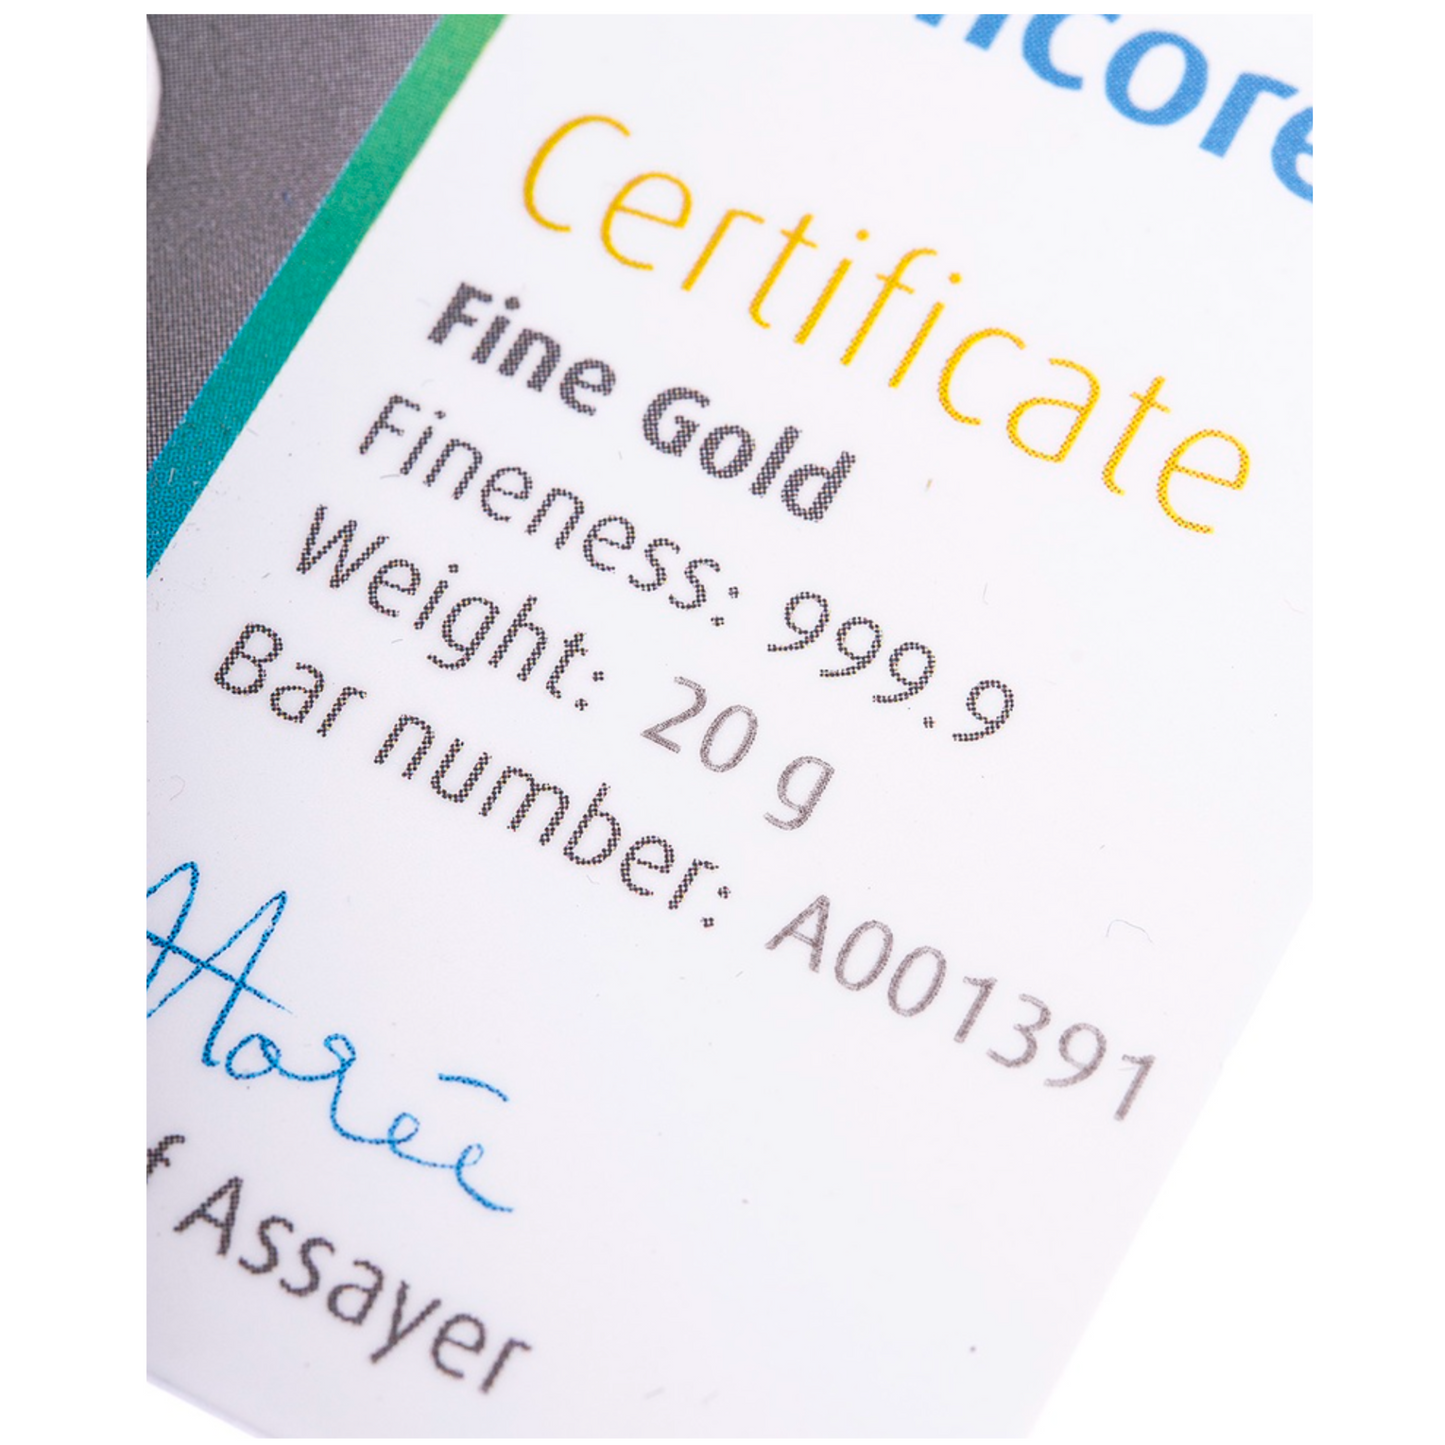 Certificate
Fine Gold
Fineness: 999.9
Weight: 20 g
Bar number: A001391
Assayer